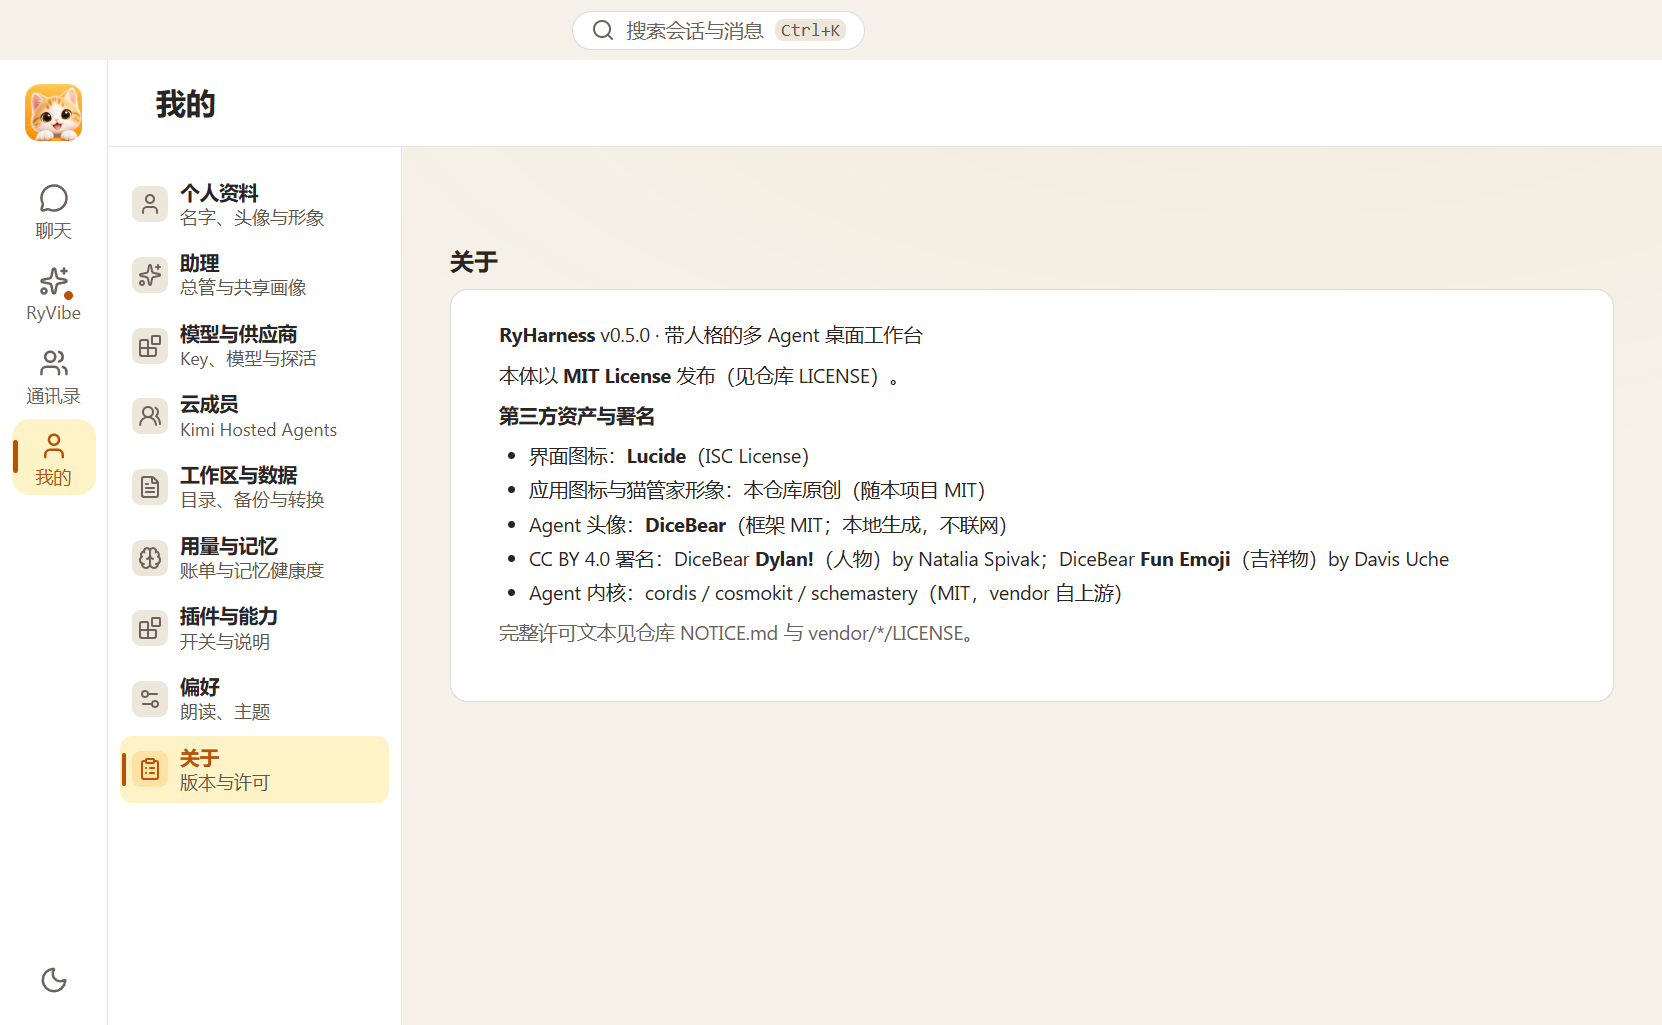 搜索会话与消息 Ctrl+K
我的
聊天
RyVibe
通讯录
我的
个人资料
名字、头像与形象
助理
总管与共享画像
模型与供应商
Key、模型与探活
云成员
Kimi Hosted Agents
工作区与数据
目录、备份与转换
用量与记忆
账单与记忆健康度
插件与能力
开关与说明
偏好
朗读、主题
关于
版本与许可
关于
RyHarness v0.5.0 · 带人格的多 Agent 桌面工作台
本体以 MIT License 发布（见仓库 LICENSE）。
第三方资产与署名
• 界面图标：Lucide（ISC License）
• 应用图标与猫管家形象：本仓库原创（随本项目 MIT）
• Agent 头像：DiceBear（框架 MIT；本地生成，不联网）
• CC BY 4.0 署名：DiceBear Dylan!（人物）by Natalia Spivak；DiceBear Fun Emoji（吉祥物）by Davis Uche
• Agent 内核：cordis / cosmokit / schemastery（MIT，vendor 自上游）
完整许可文本见仓库 NOTICE.md 与 vendor/*/LICENSE。